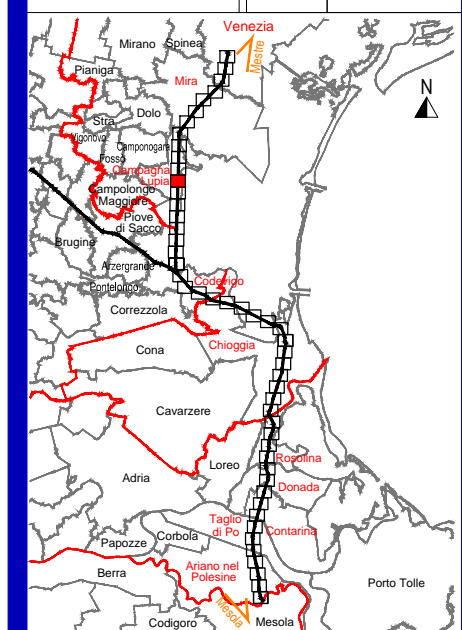 Venezia
Mirano
Spinea
Mestre
Pianiga
Mira
N
Stra
Dolo
Vigonovo
Camponogara
Fosso
Campagna
Lupia
Campolongo
Maggiore
Piove
di Sacco
Brugine
Arzergrande
Codevigo
Pontelongo
Correzzola
Chioggia
Cona
Cavarzere
Rosolina
Loreo
Adria
Donada
Taglio
di Po
Contarina
Corbola
Papozze
Berra
Ariano nel
Polesine
Porto Tolle
Mesola
Mesola
Codigoro